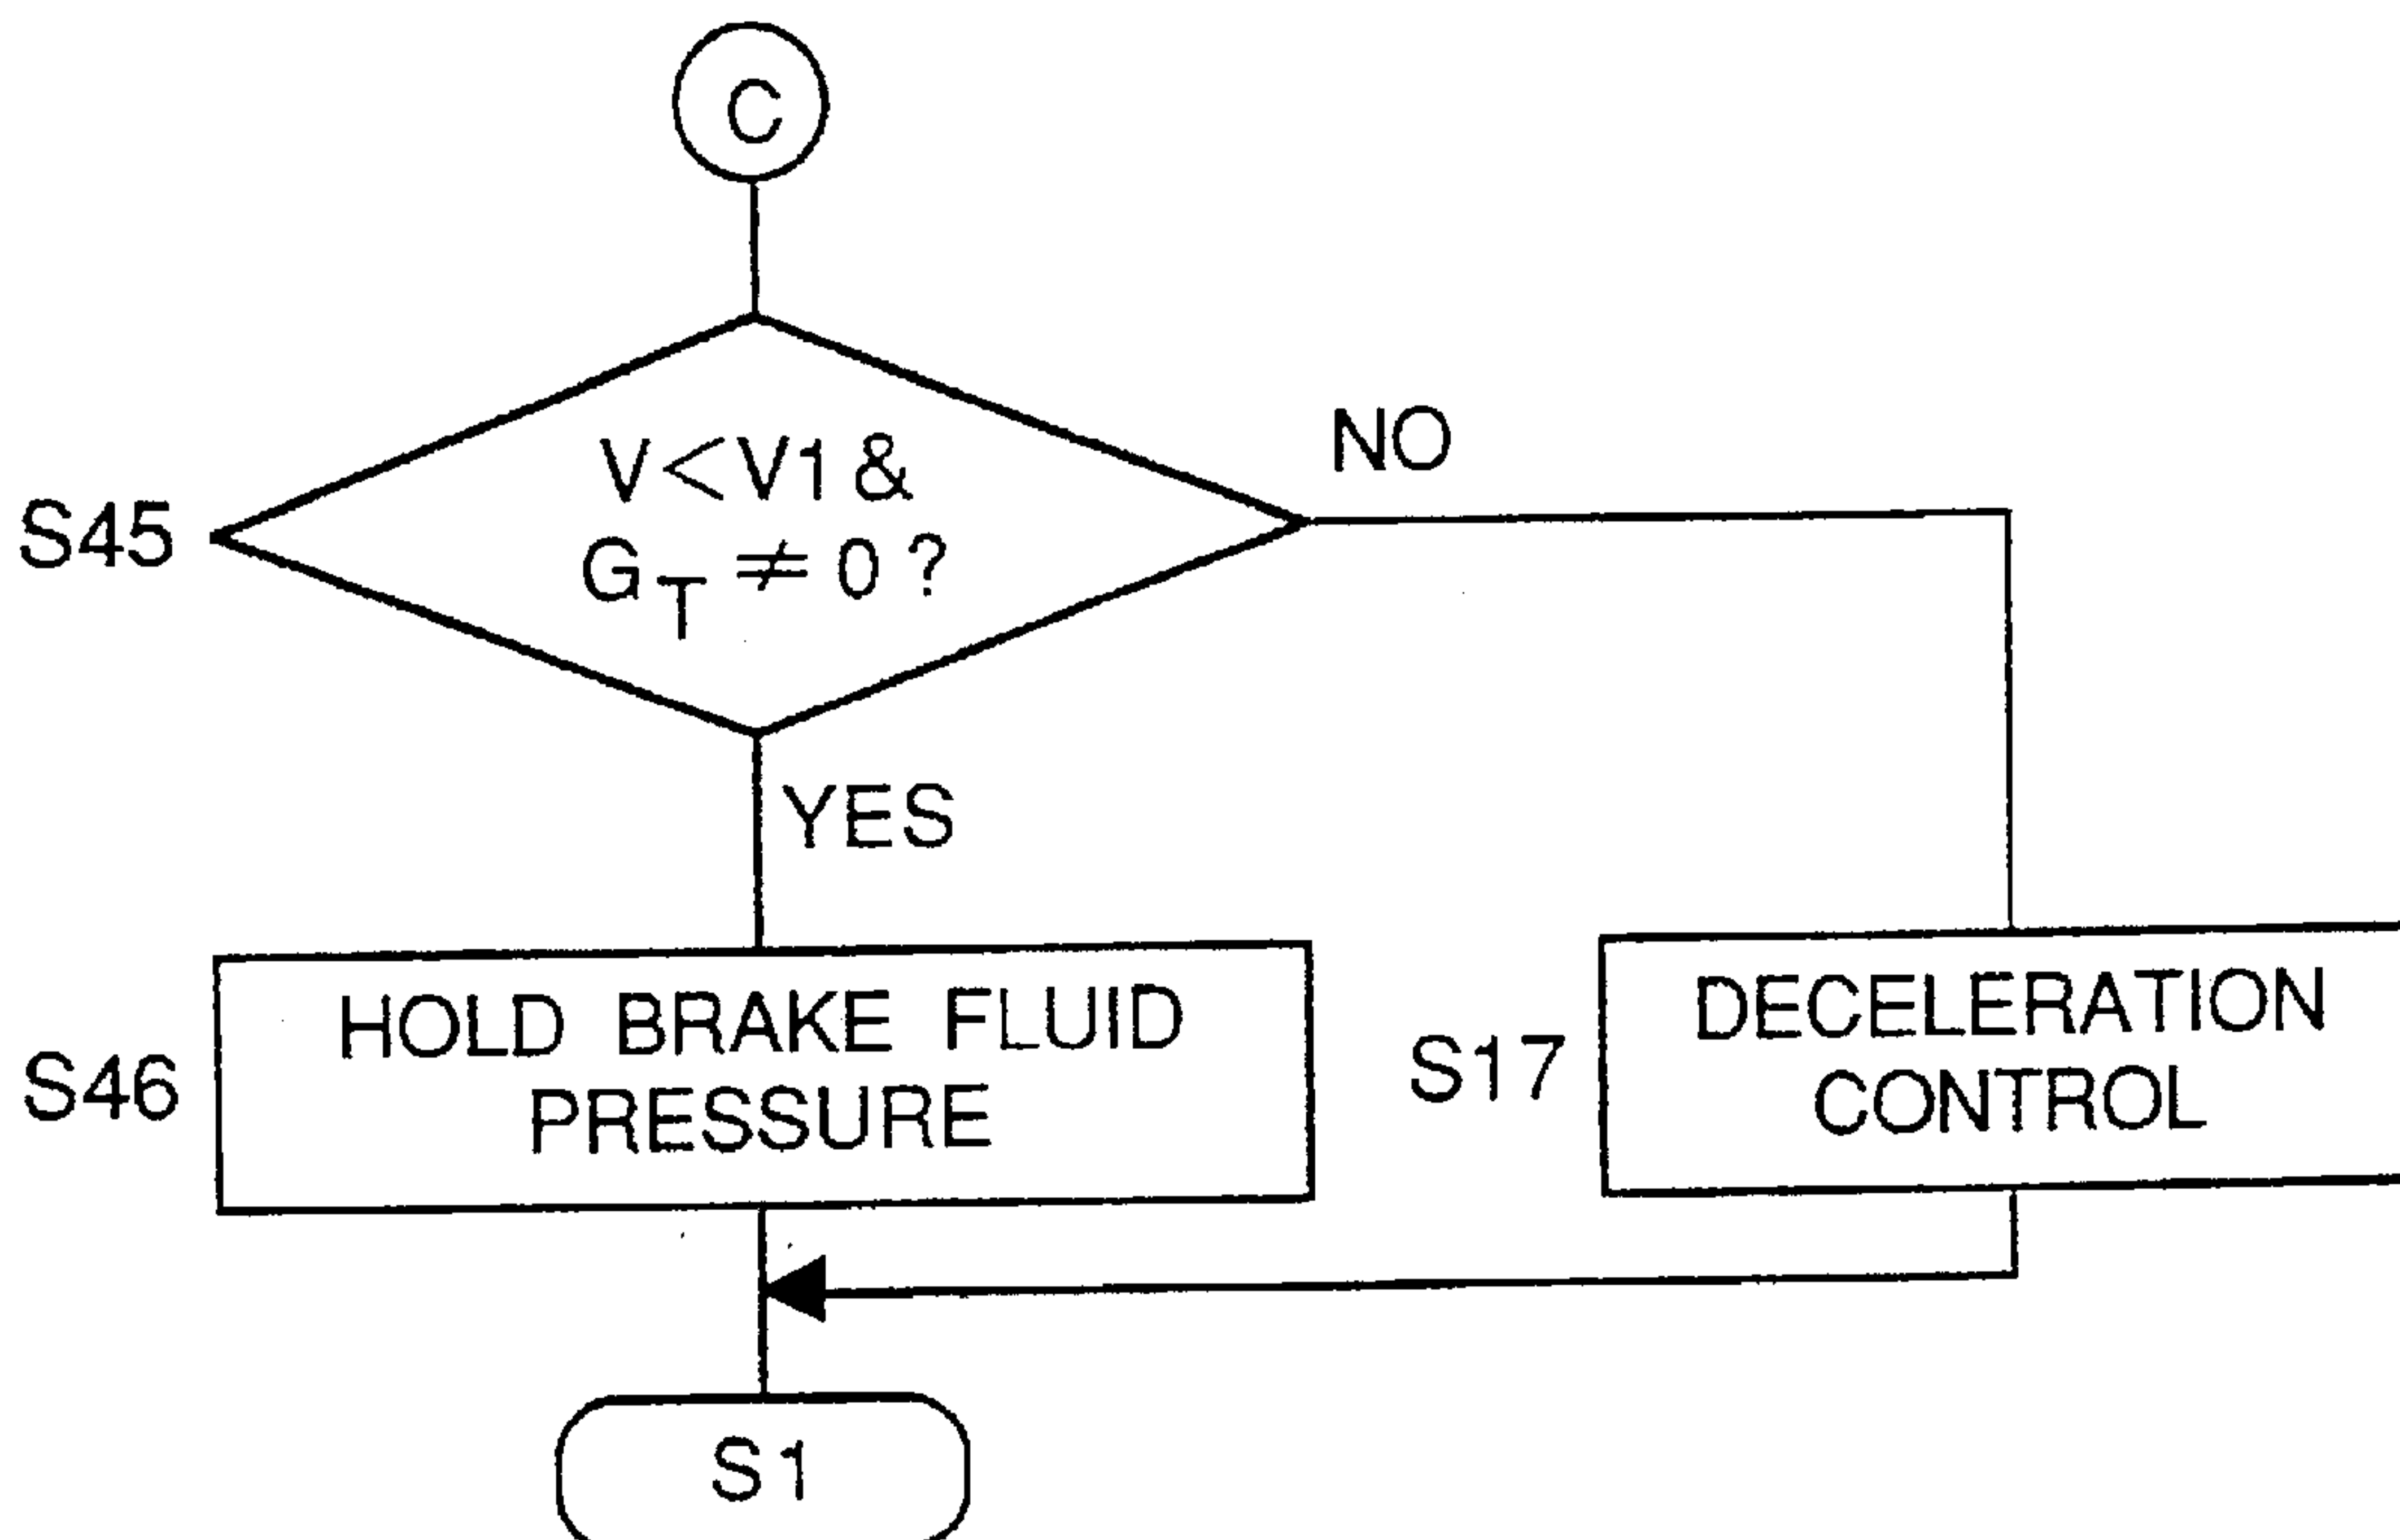 C
V<V1 &
G_T ≠ 0 ?
S45
NO
YES
HOLD BRAKE FLUID
PRESSURE
S46
S17
DECELERATION
CONTROL
S1